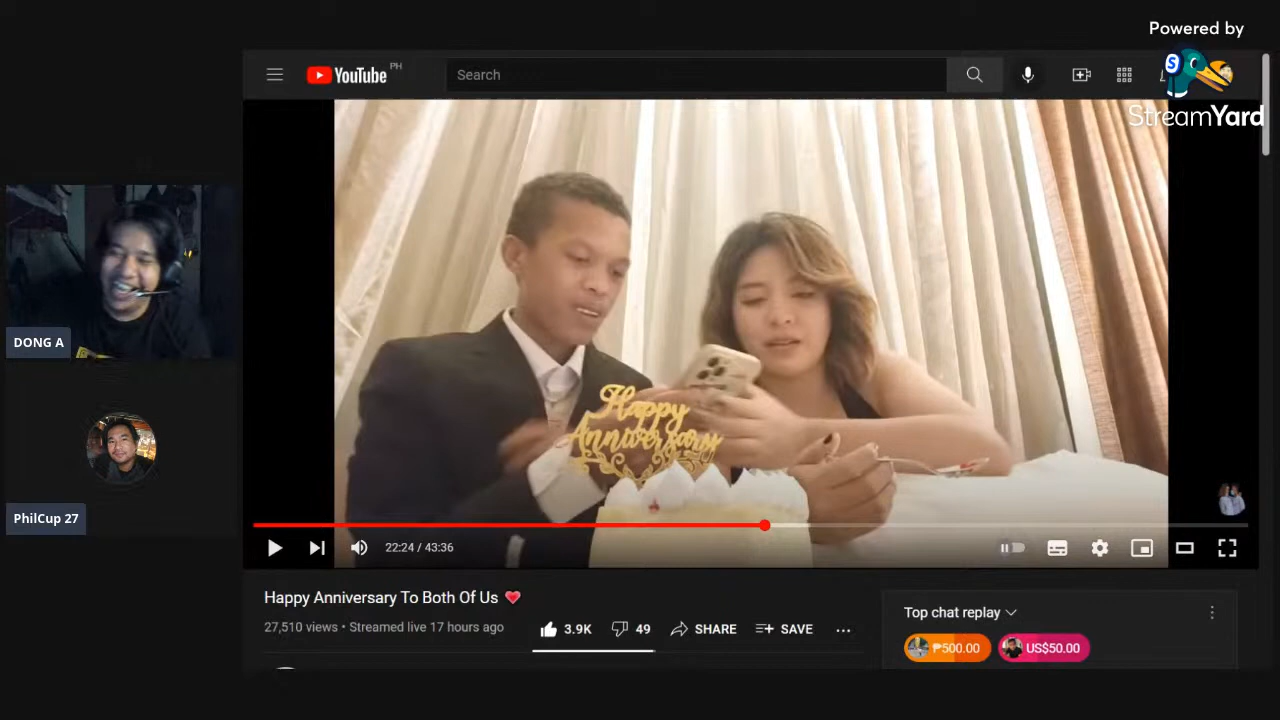 Powered by
StreamYard
YouTube PH
Search
DONG A
PhilCup 27
Happy
Anniversary
22:24 / 43:36
Happy Anniversary To Both Of Us ❤
27,510 views • Streamed live 17 hours ago
3.9K
49
SHARE
SAVE
Top chat replay
₱500.00
US$50.00